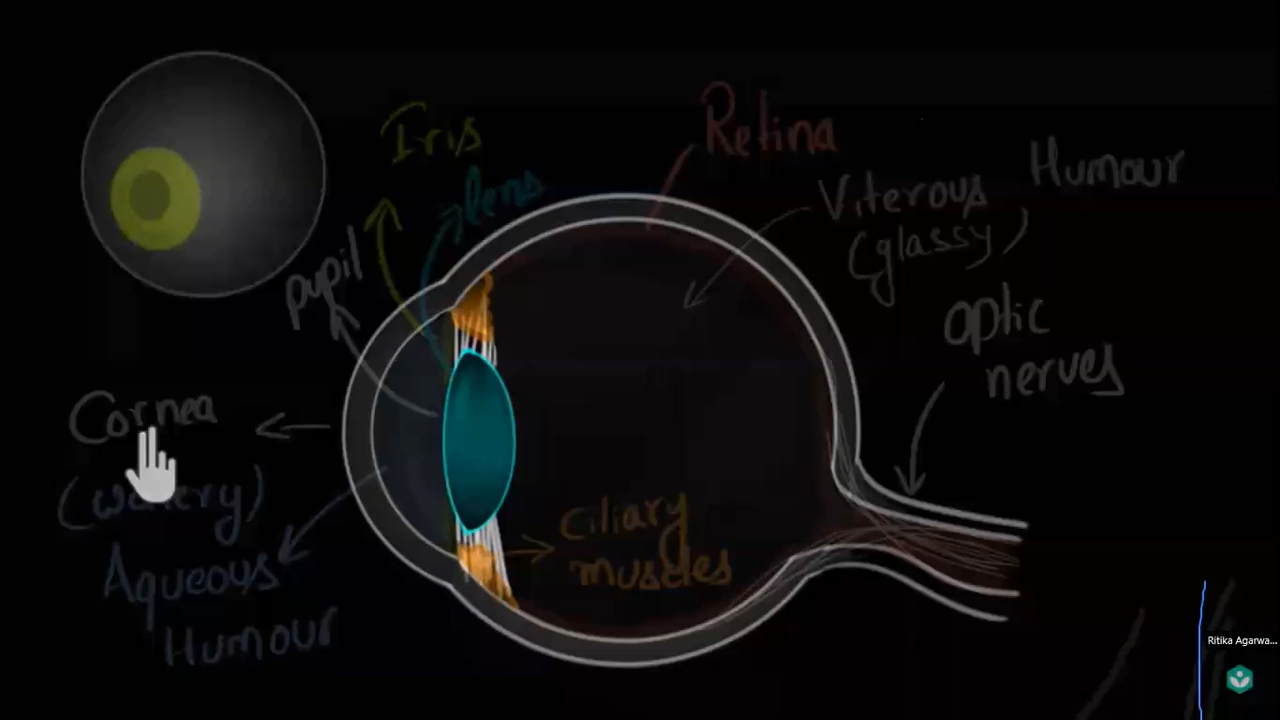 Iris
Retina
lens
Viterous Humour
(glassy)
pupil
optic
nerves
Cornea
(watery)
Aqueous
Humour
Ciliary
muscles
Ritika Agarwa...